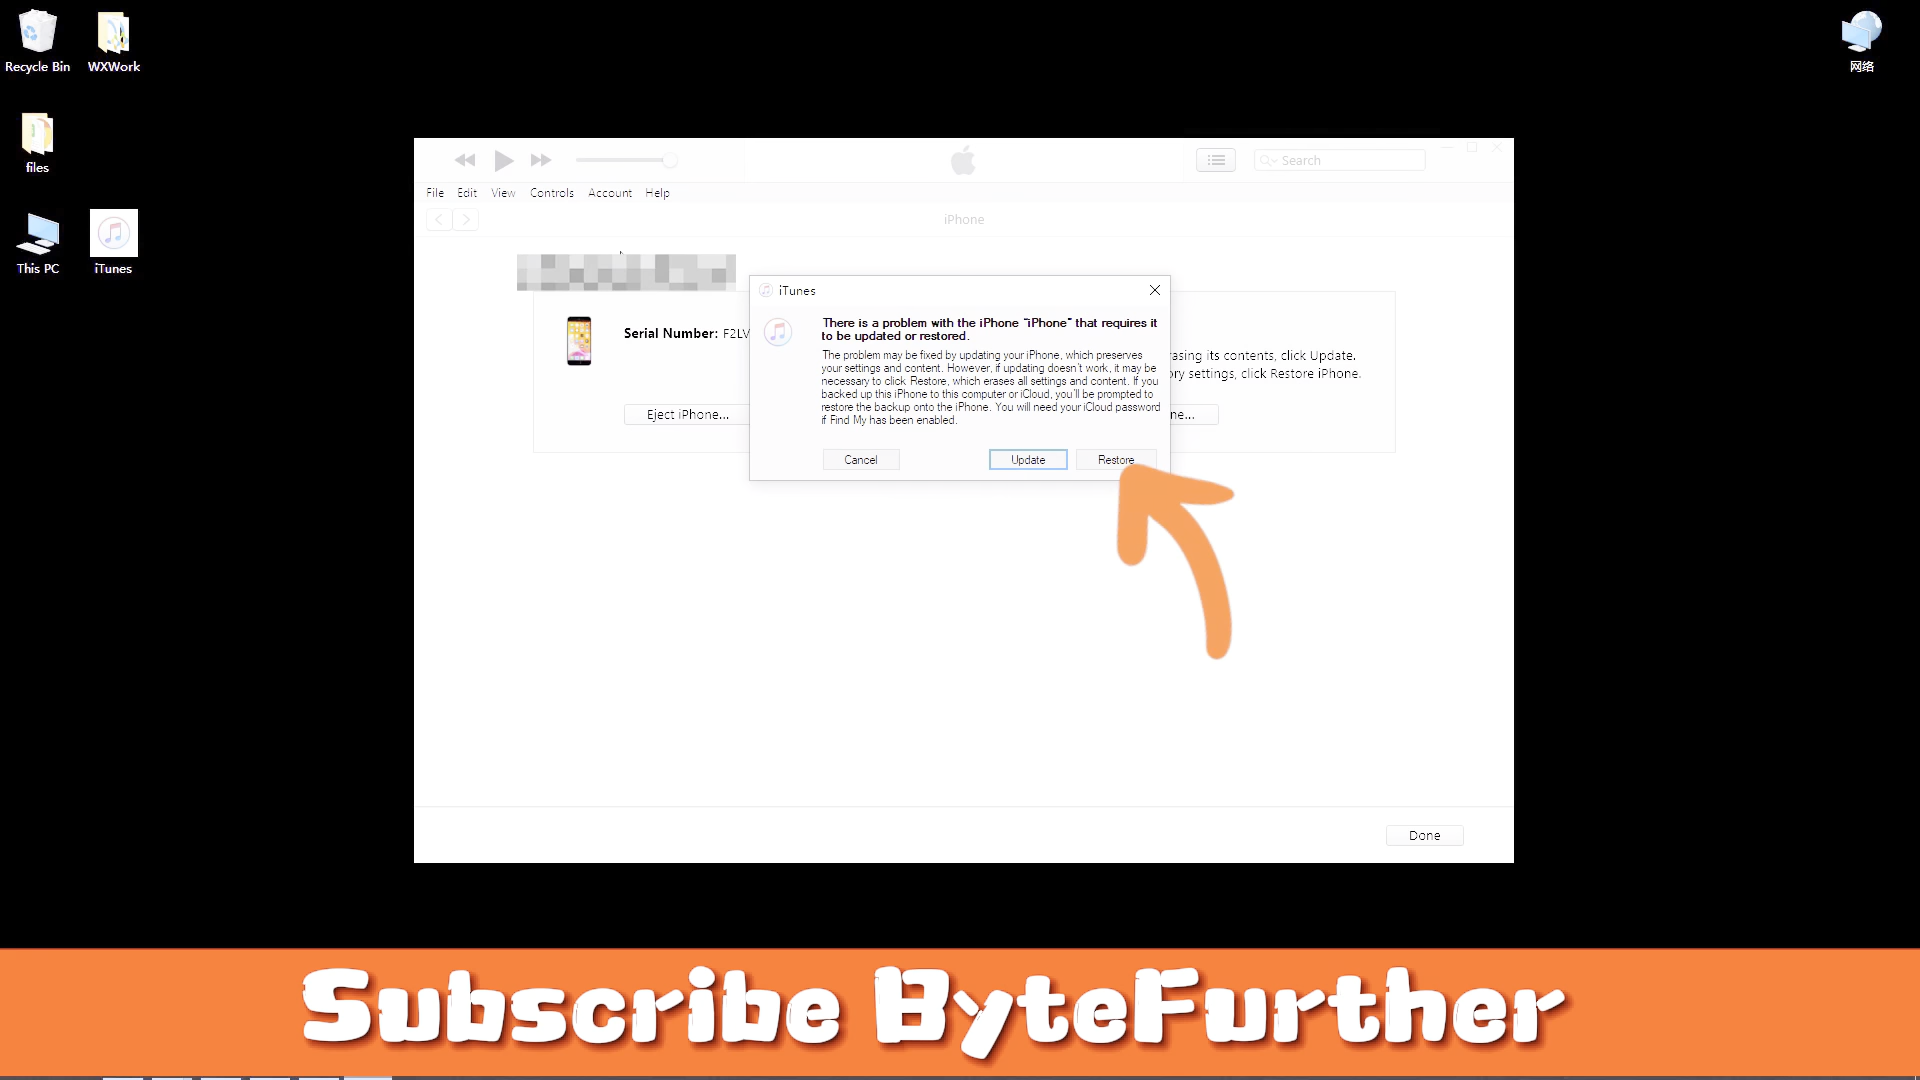 Recycle Bin
WXWork
网络
files
This PC
iTunes
Search
File Edit View Controls Account Help
iPhone
iTunes
There is a problem with the iPhone "iPhone" that requires it
to be updated or restored.
The problem may be fixed by updating your iPhone, which preserves
your settings and content. However, if updating doesn't work, it may be
necessary to click Restore, which erases all settings and content. If you
backed up this iPhone to this computer or iCloud, you'll be prompted to
restore the backup onto the iPhone. You will need your iCloud password
if Find My has been enabled.
Cancel
Update
Restore
Serial Number: F2LV
asing its contents, click Update.
ory settings, click Restore iPhone.
Eject iPhone...
ne...
Done
Subscribe ByteFurther